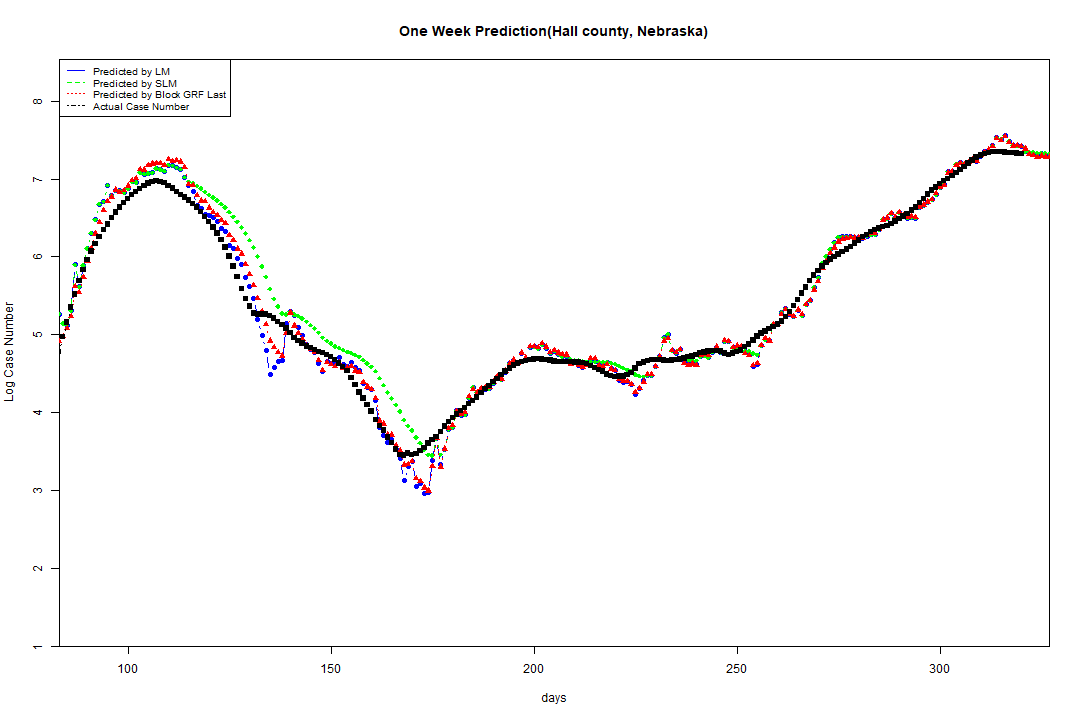 One Week Prediction(Hall county, Nebraska)
Predicted by LM
Predicted by SLM
Predicted by Block GRF Last
Actual Case Number
8
7
6
5
4
3
2
1
Log Case Number
100 150 200 250 300
days